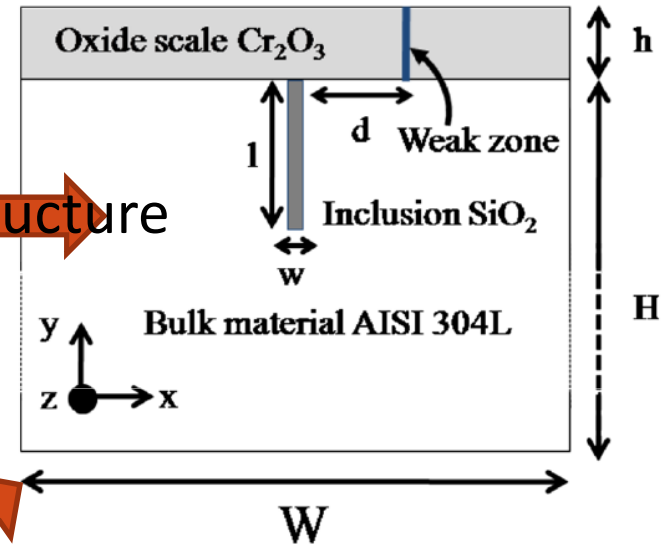 Oxide scale Cr₂O₃
h
d
Weak zone
l
ucture
Inclusion SiO₂
w
H
Bulk material AISI 304L
y
z
x
W